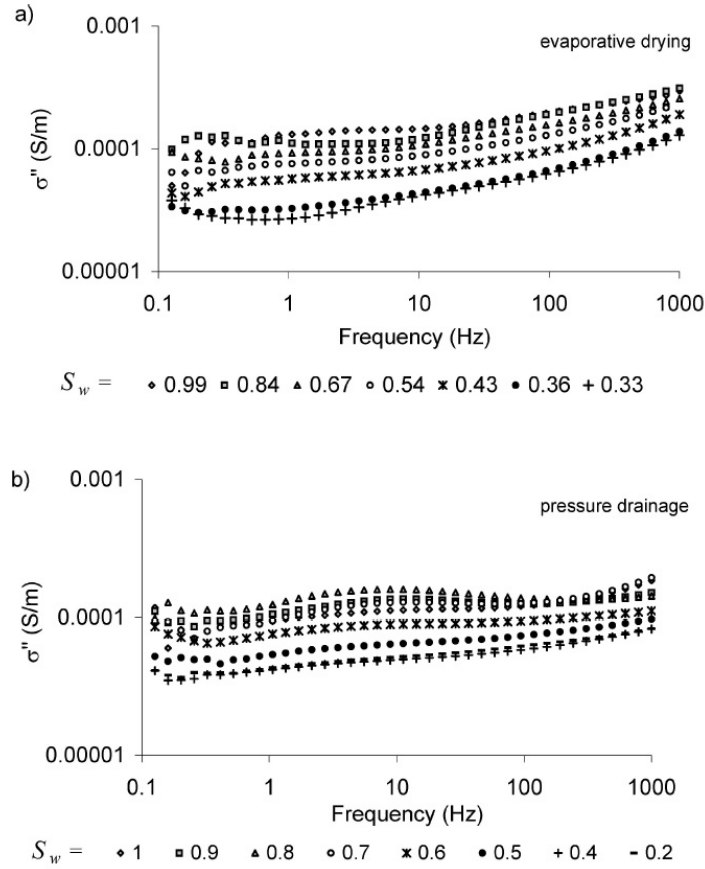 a)
0.001
evaporative drying
σ" (S/m)
0.0001
0.00001
0.1 1 10 100 1000
Frequency (Hz)
S_w = ⋄ 0.99 □ 0.84 ▵ 0.67 ○ 0.54 ж 0.43 ● 0.36 + 0.33
b)
0.001
pressure drainage
σ" (S/m)
0.0001
0.00001
0.1 1 10 100 1000
Frequency (Hz)
S_w = ⋄ 1 □ 0.9 ▵ 0.8 ○ 0.7 ж 0.6 ● 0.5 + 0.4 - 0.2